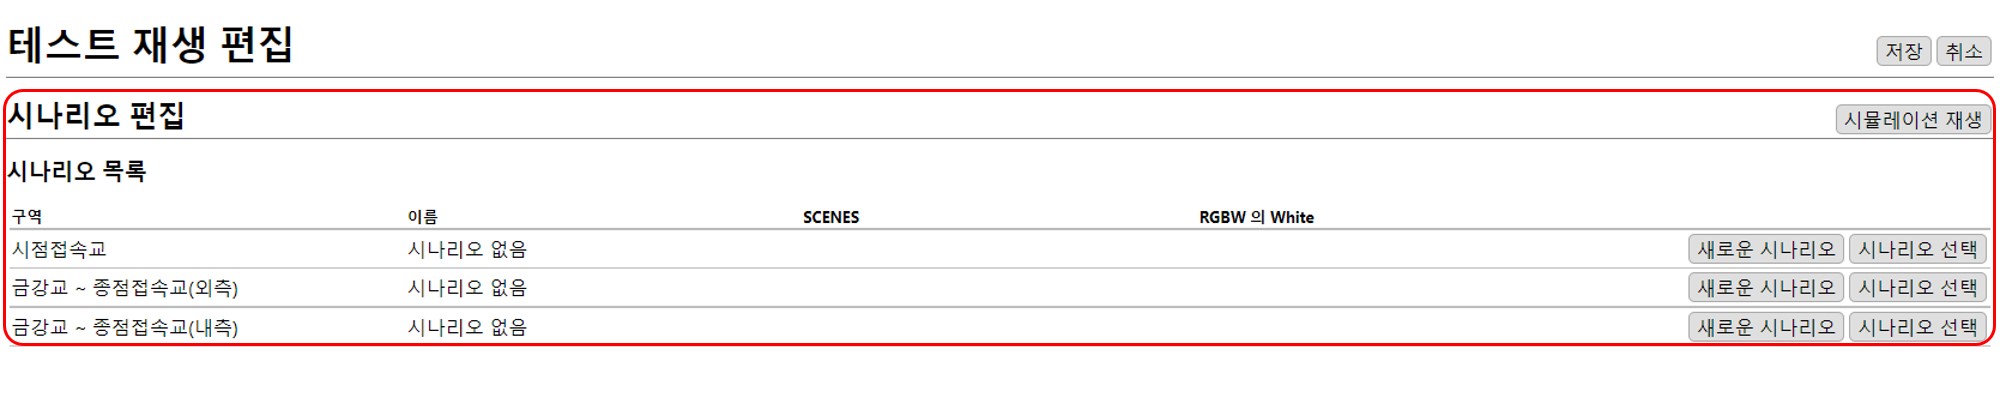 테스트 재생 편집 저장 취소
시나리오 편집 시뮬레이션 재생
시나리오 목록
구역 이름 SCENES RGBW 의 White
시점접속교 시나리오 없음 새로운 시나리오 시나리오 선택
금강교 ~ 종점접속교(외측) 시나리오 없음 새로운 시나리오 시나리오 선택
금강교 ~ 종점접속교(내측) 시나리오 없음 새로운 시나리오 시나리오 선택